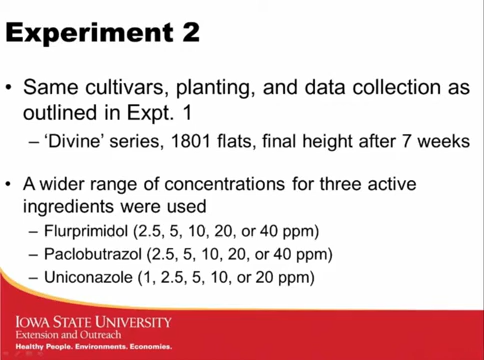 Experiment 2
• Same cultivars, planting, and data collection as
outlined in Expt. 1
– ‘Divine’ series, 1801 flats, final height after 7 weeks
• A wider range of concentrations for three active
ingredients were used
– Flurprimidol (2.5, 5, 10, 20, or 40 ppm)
– Paclobutrazol (2.5, 5, 10, 20, or 40 ppm)
– Uniconazole (1, 2.5, 5, 10, or 20 ppm)
IOWA STATE UNIVERSITY
Extension and Outreach
Healthy People. Environments. Economies.